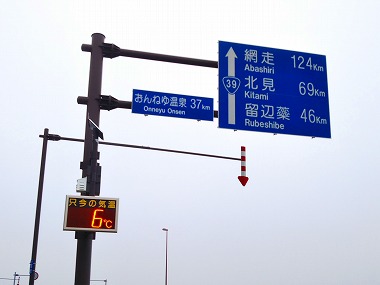 網走 124Km
Abashiri
39
北見 69Km
Kitami
留辺蘂 46Km
Rubeshibe
おんねゆ温泉 37km
Onneyu Onsen
只今の気温
6℃